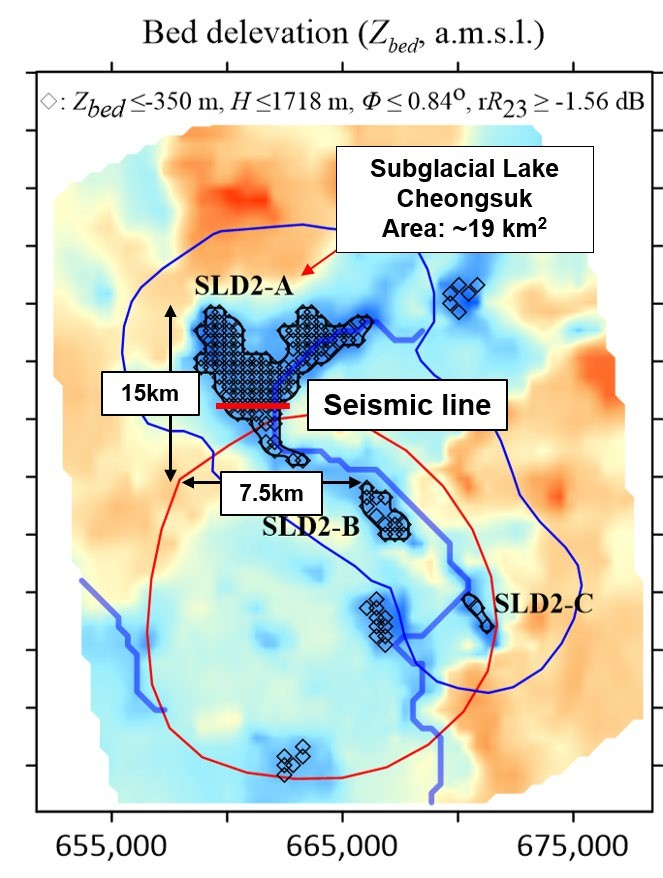 Bed delevation (Zbed, a.m.s.l.)
◇: Zbed ≤-350 m, H ≤1718 m, Φ ≤ 0.84°, rR23 ≥ -1.56 dB
Subglacial Lake
Cheongsuk
Area: ~19 km²
SLD2-A
15km
Seismic line
7.5km
SLD2-B
SLD2-C
655,000 665,000 675,000